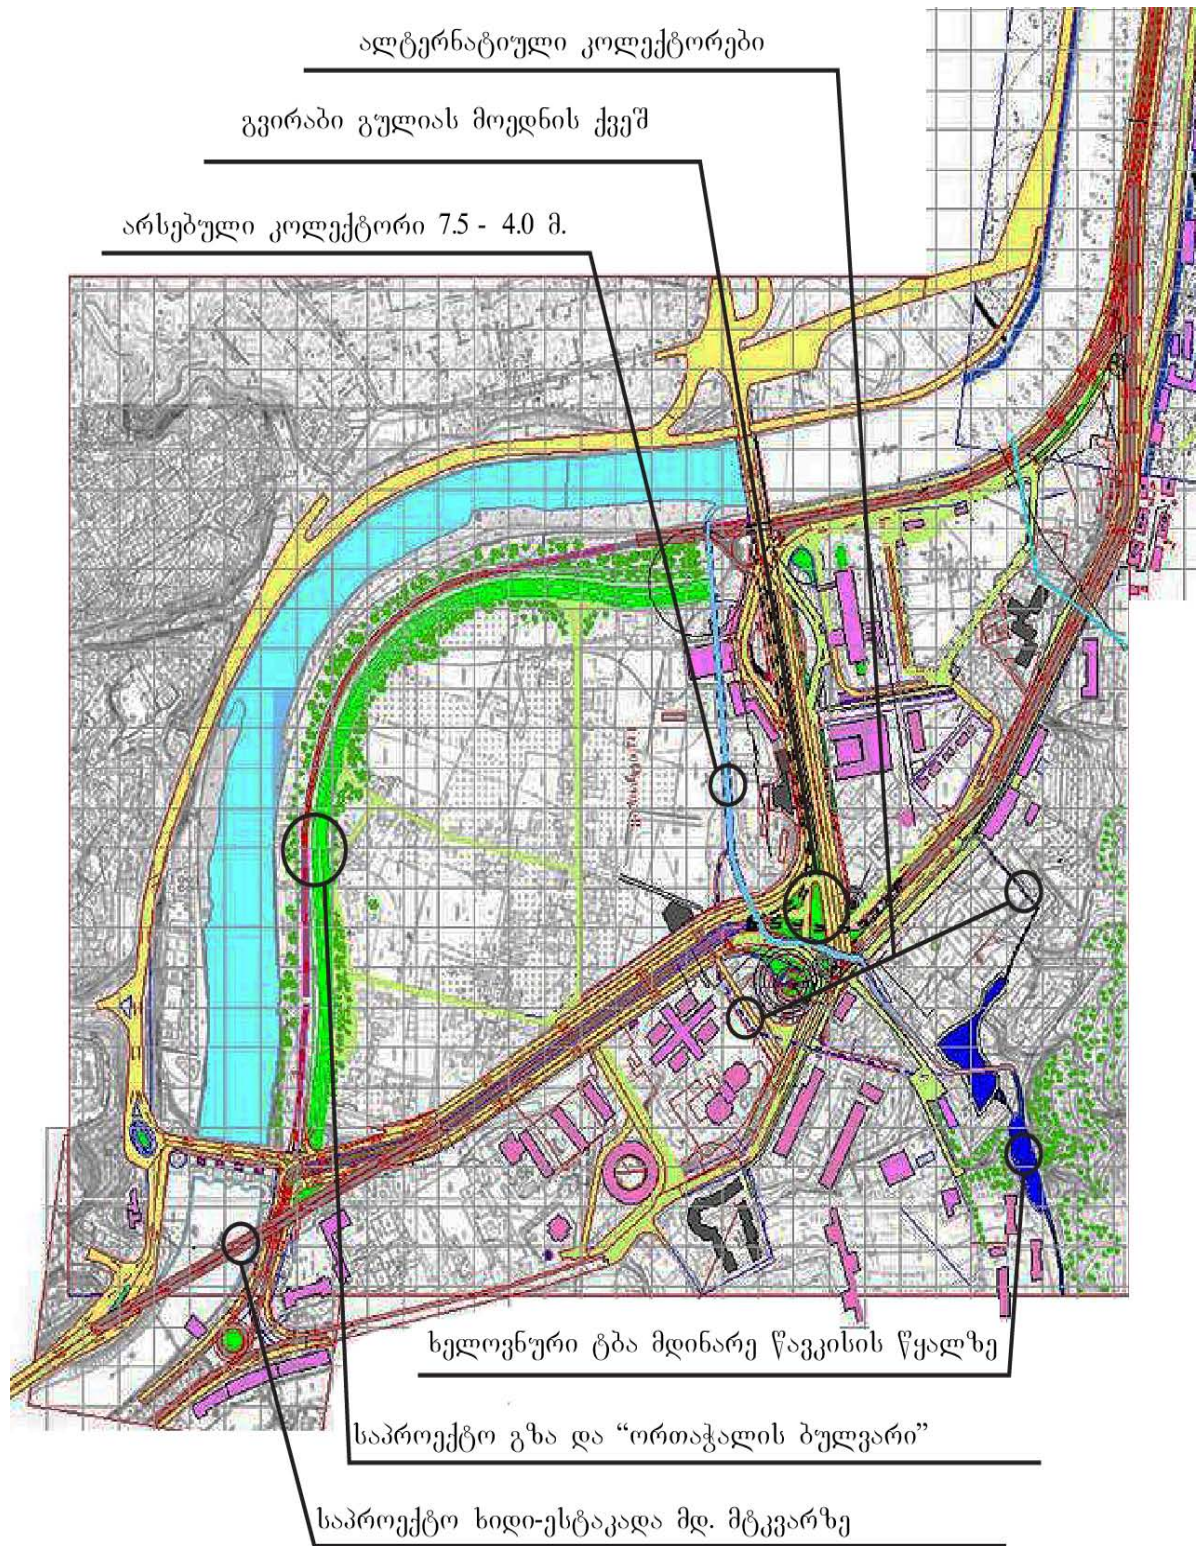 ალტერნატიული კოლექტორები
გვირაბი გულიას მოედნის ქვეშ
არსებული კოლექტორი 7.5 - 4.0 მ.
ხელოვნური ტბა მდინარე წავკისის წყალზე
საპროექტო გზა და “ორთაჭალის ბულვარი”
საპროექტო ხიდი-ესტაკადა მდ. მტკვარზე